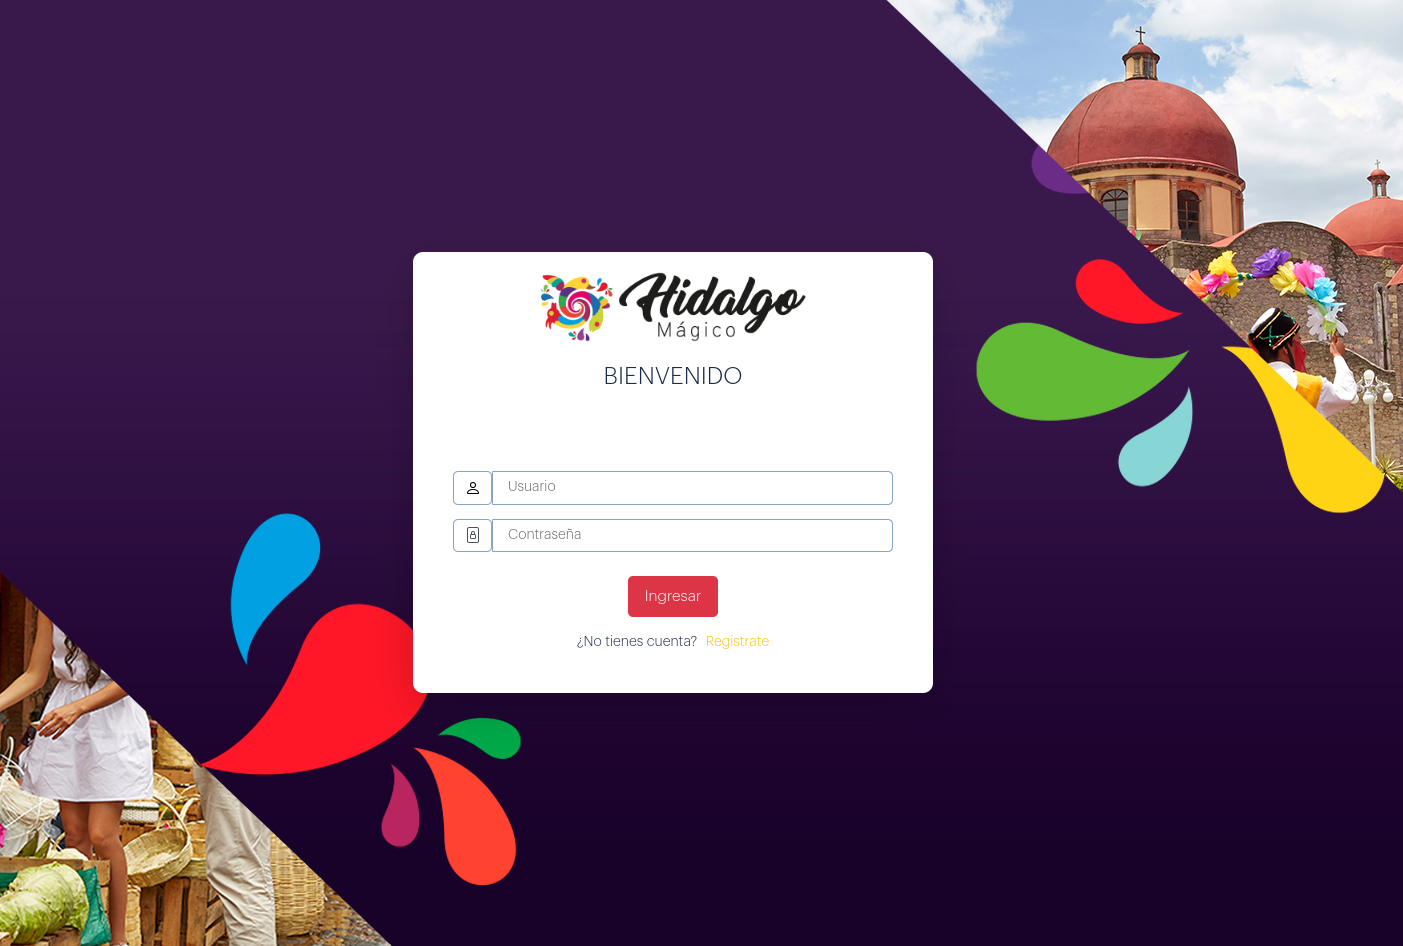 Hidalgo
Mágico
BIENVENIDO
Usuario
Contraseña
Ingresar
¿No tienes cuenta? Registrate